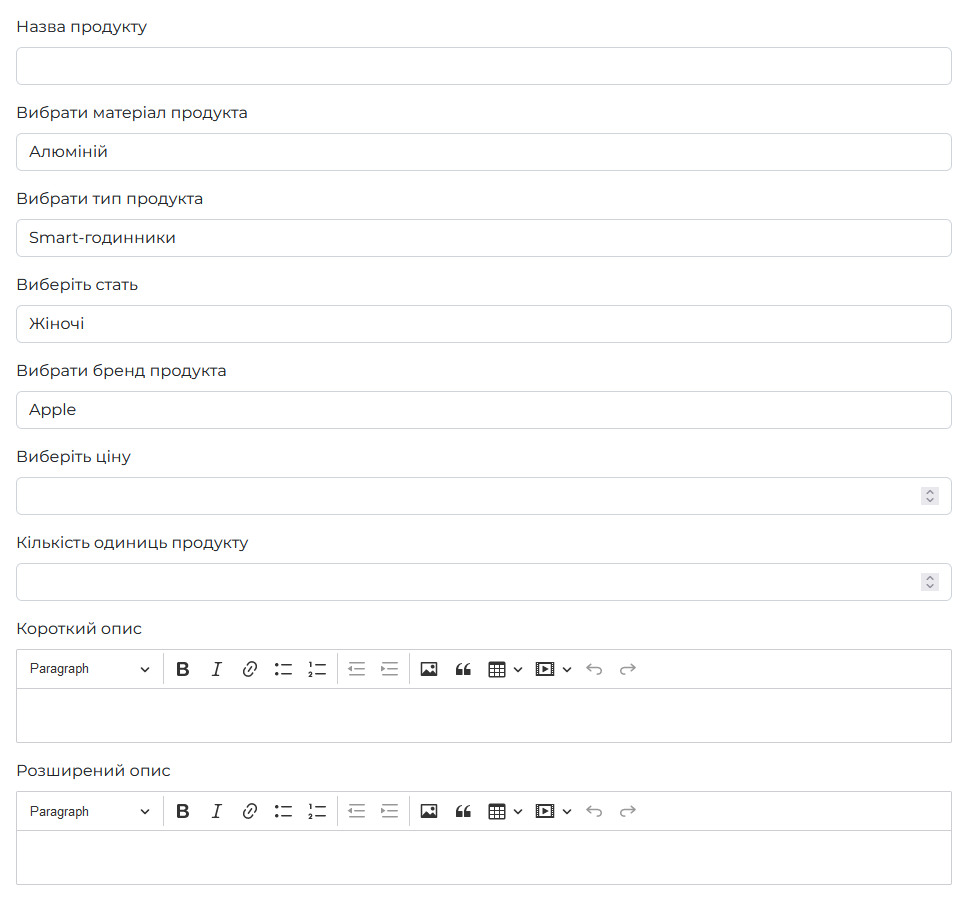 Назва продукту
Вибрати матеріал продукта
Алюміній
Вибрати тип продукта
Smart-годинники
Виберіть стать
Жіночі
Вибрати бренд продукта
Apple
Виберіть ціну
Кількість одиниць продукту
Короткий опис
Paragraph
Розширений опис
Paragraph